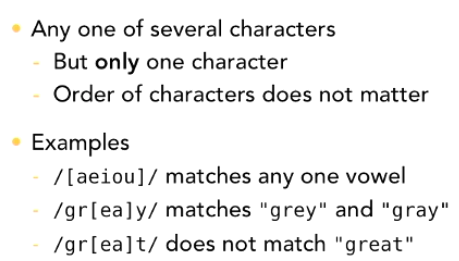 • Any one of several characters
- But only one character
- Order of characters does not matter
• Examples
- /[aeiou]/ matches any one vowel
- /gr[ea]y/ matches "grey" and "gray"
- /gr[ea]t/ does not match "great"